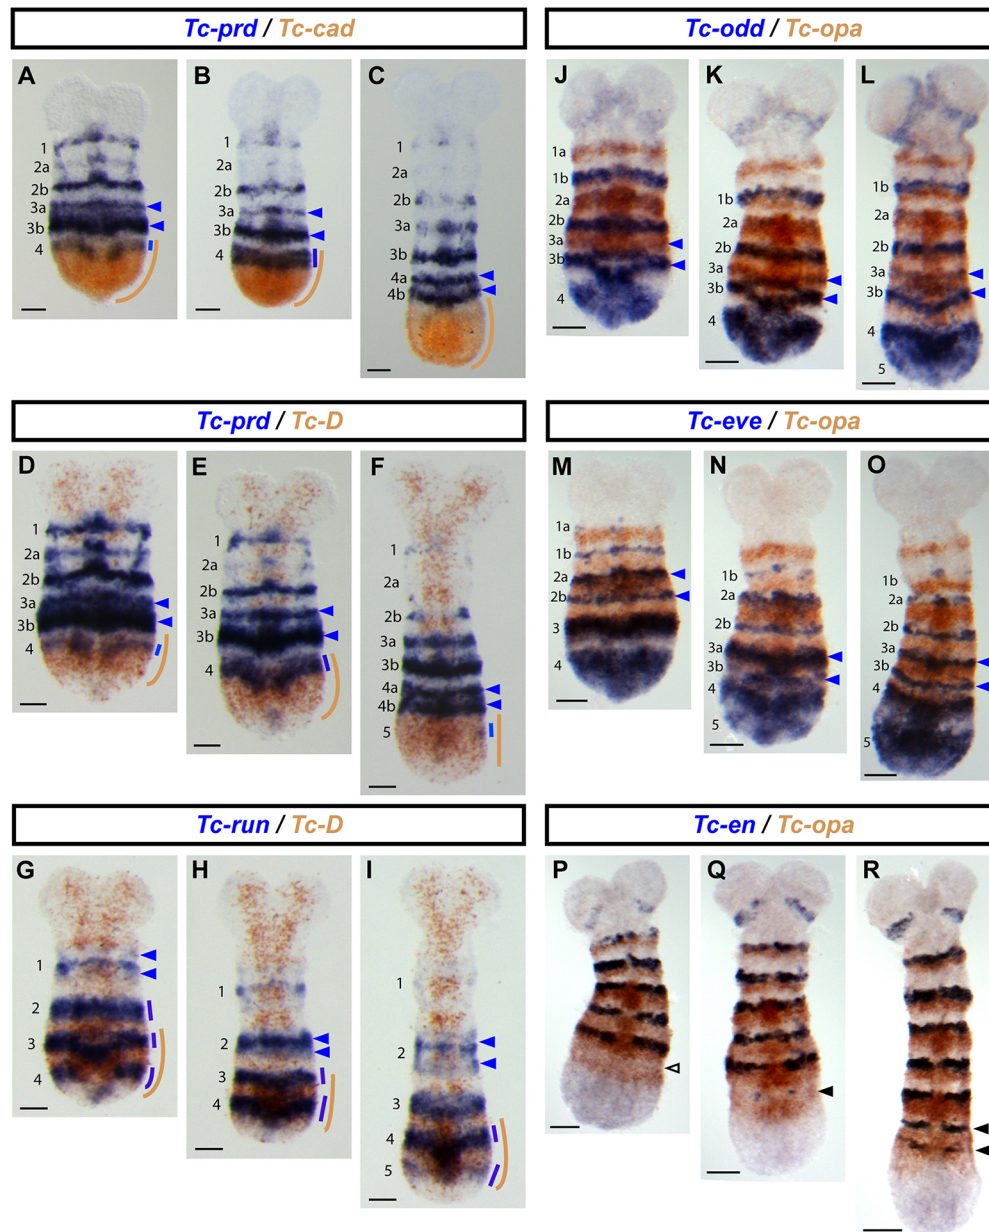 Tc-prd / Tc-cad
A
B
C
1
2a
2b
3a
3b
4
1
2a
2b
3a
3b
4
1
2a
2b
3a
3b
4a
4b
Tc-prd / Tc-D
D
E
F
1
2a
2b
3a
3b
4
1
2a
2b
3a
3b
4
1
2a
2b
3a
3b
4a
4b
5
Tc-run / Tc-D
G
H
I
1
2
3
4
1
2
3
4
1
2
3
4
5
Tc-odd / Tc-opa
J
K
L
1a
1b
2a
2b
3a
3b
4
1b
2a
2b
3a
3b
4
1b
2a
2b
3a
3b
4
5
Tc-eve / Tc-opa
M
N
O
1a
1b
2a
2b
3
4
1b
2a
2b
3a
3b
4
5
1b
2a
2b
3a
3b
4
5
Tc-en / Tc-opa
P
Q
R